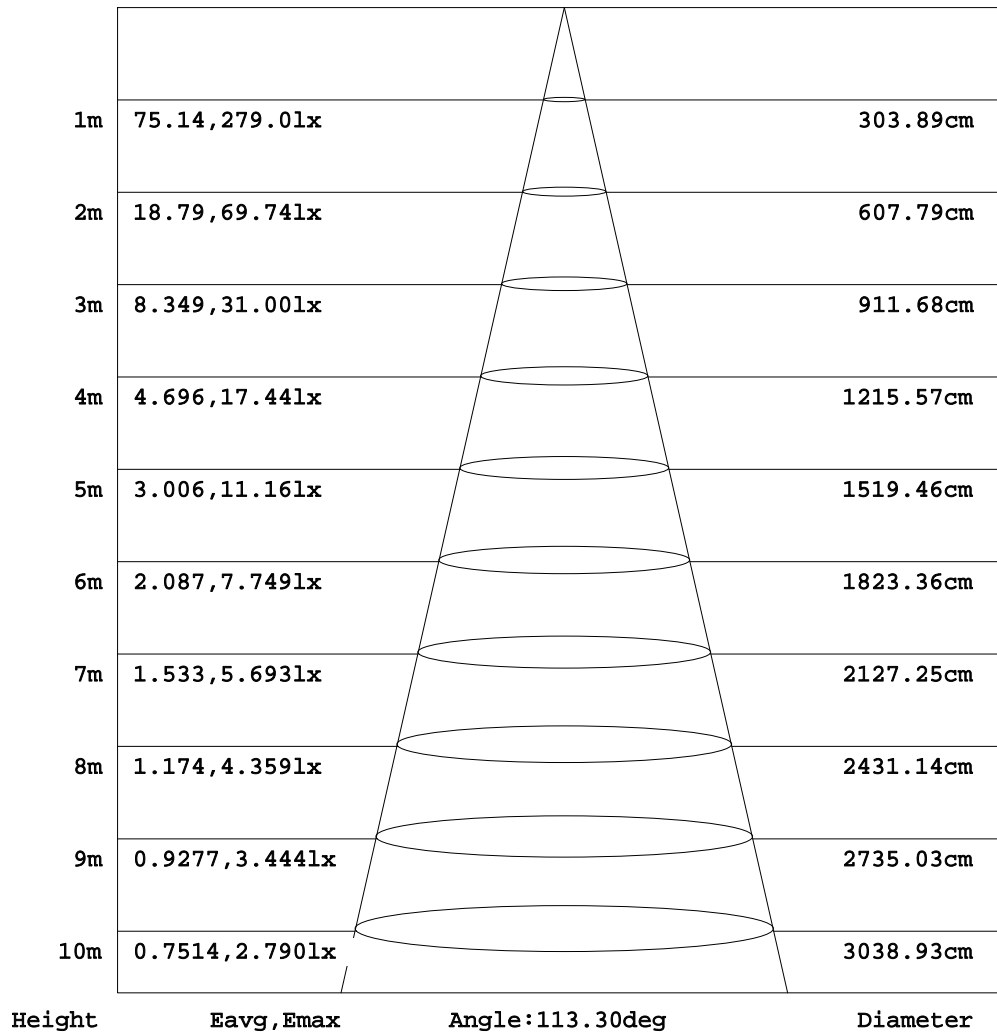 1m 75.14,279.0lx 303.89cm
2m 18.79,69.74lx 607.79cm
3m 8.349,31.00lx 911.68cm
4m 4.696,17.44lx 1215.57cm
5m 3.006,11.16lx 1519.46cm
6m 2.087,7.749lx 1823.36cm
7m 1.533,5.693lx 2127.25cm
8m 1.174,4.359lx 2431.14cm
9m 0.9277,3.444lx 2735.03cm
10m 0.7514,2.790lx 3038.93cm
Height Eavg,Emax Angle:113.30deg Diameter